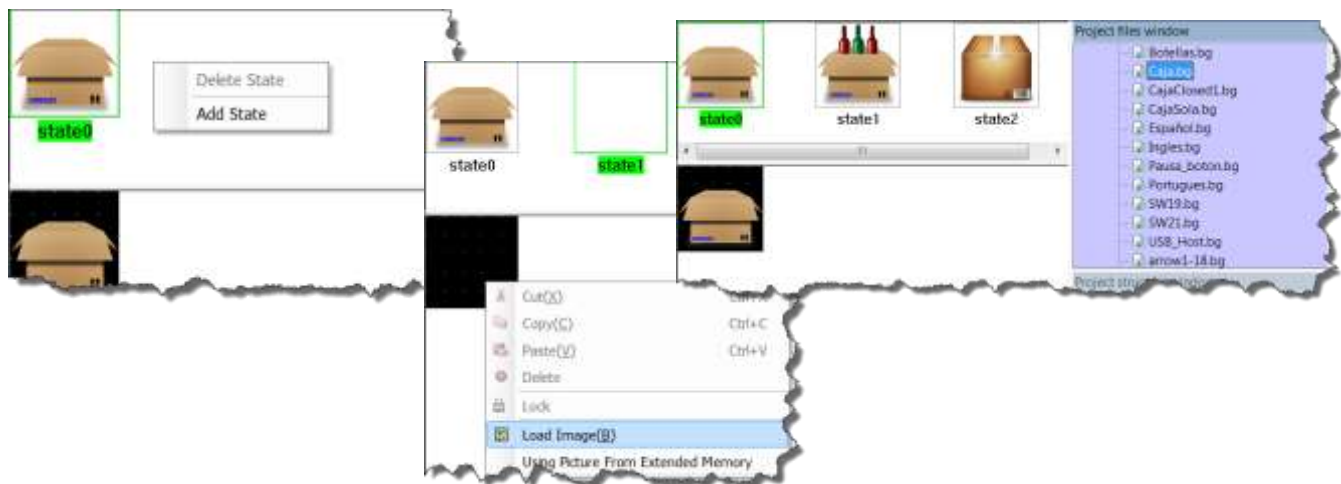 Delete State
Add State
state0
state0
state1
Cut(X)
Copy(C) Ctrl+C
Paste(V) Ctrl+V
Delete
Lock
Load Image(B)
Using Picture From Extended Memory
state0
state1
state2
Project files window
Botellas.bg
Caja.bg
CajaClosed1.bg
CajaSola.bg
Español.bg
Ingles.bg
Pausa_boton.bg
Portugues.bg
SW19.bg
SW21.bg
USB_Host.bg
arrow1-18.bg